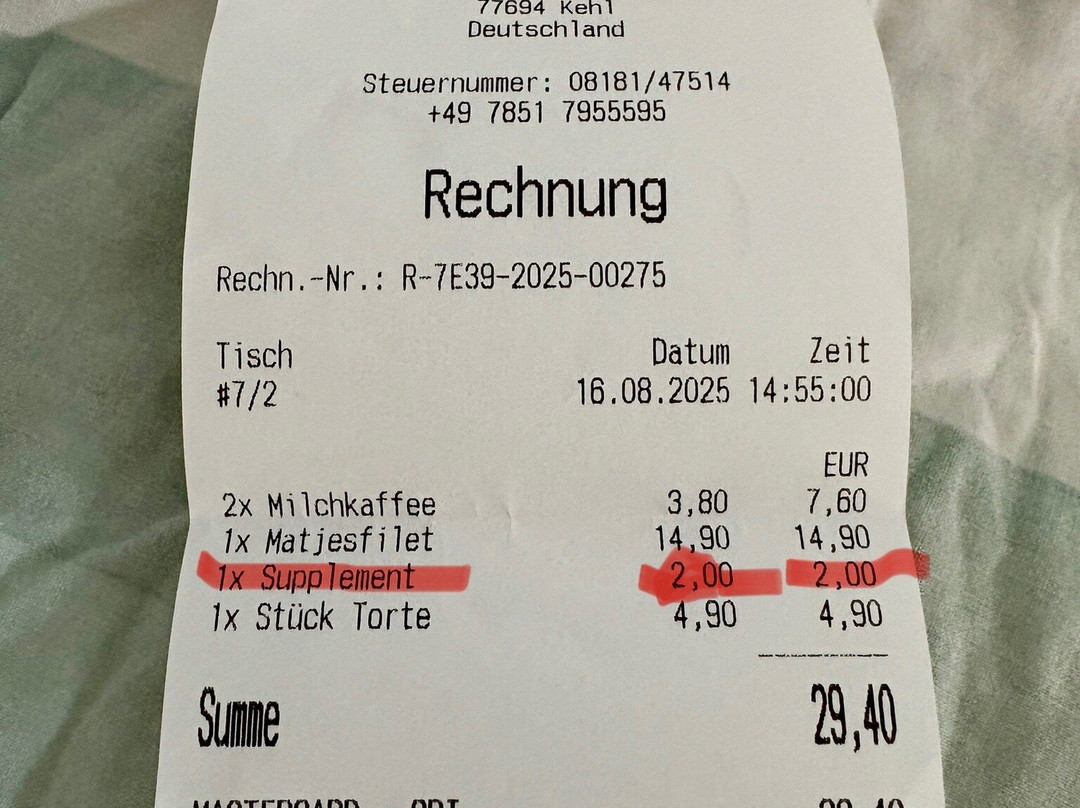 77694 Kehl
Deutschland
Steuernummer: 08181/47514
+49 7851 7955595
Rechnung
Rechn.-Nr.: R-7E39-2025-00275
Tisch Datum Zeit
#7/2 16.08.2025 14:55:00
EUR
2x Milchkaffee 3,80 7,60
1x Matjesfilet 14,90 14,90
1x Supplement 2,00 2,00
1x Stück Torte 4,90 4,90
Summe 29,40